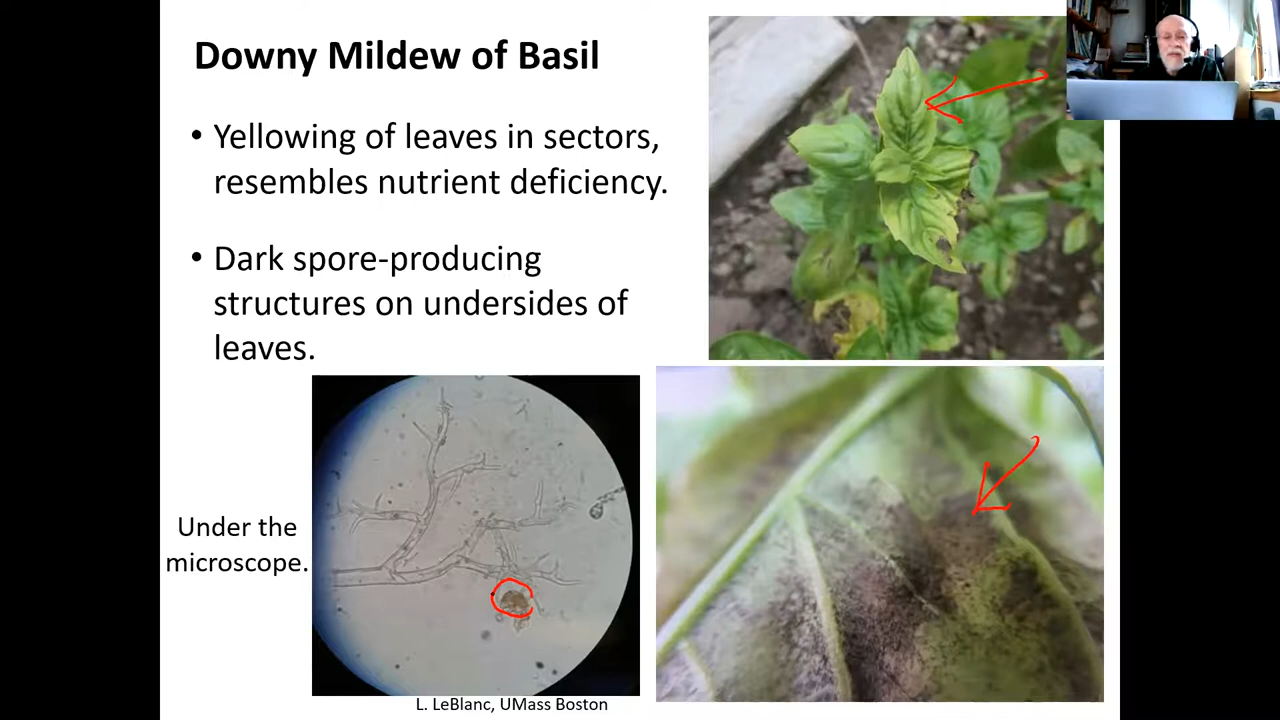 Downy Mildew of Basil
• Yellowing of leaves in sectors,
resembles nutrient deficiency.
• Dark spore-producing
structures on undersides of
leaves.
Under the
microscope.
L. LeBlanc, UMass Boston